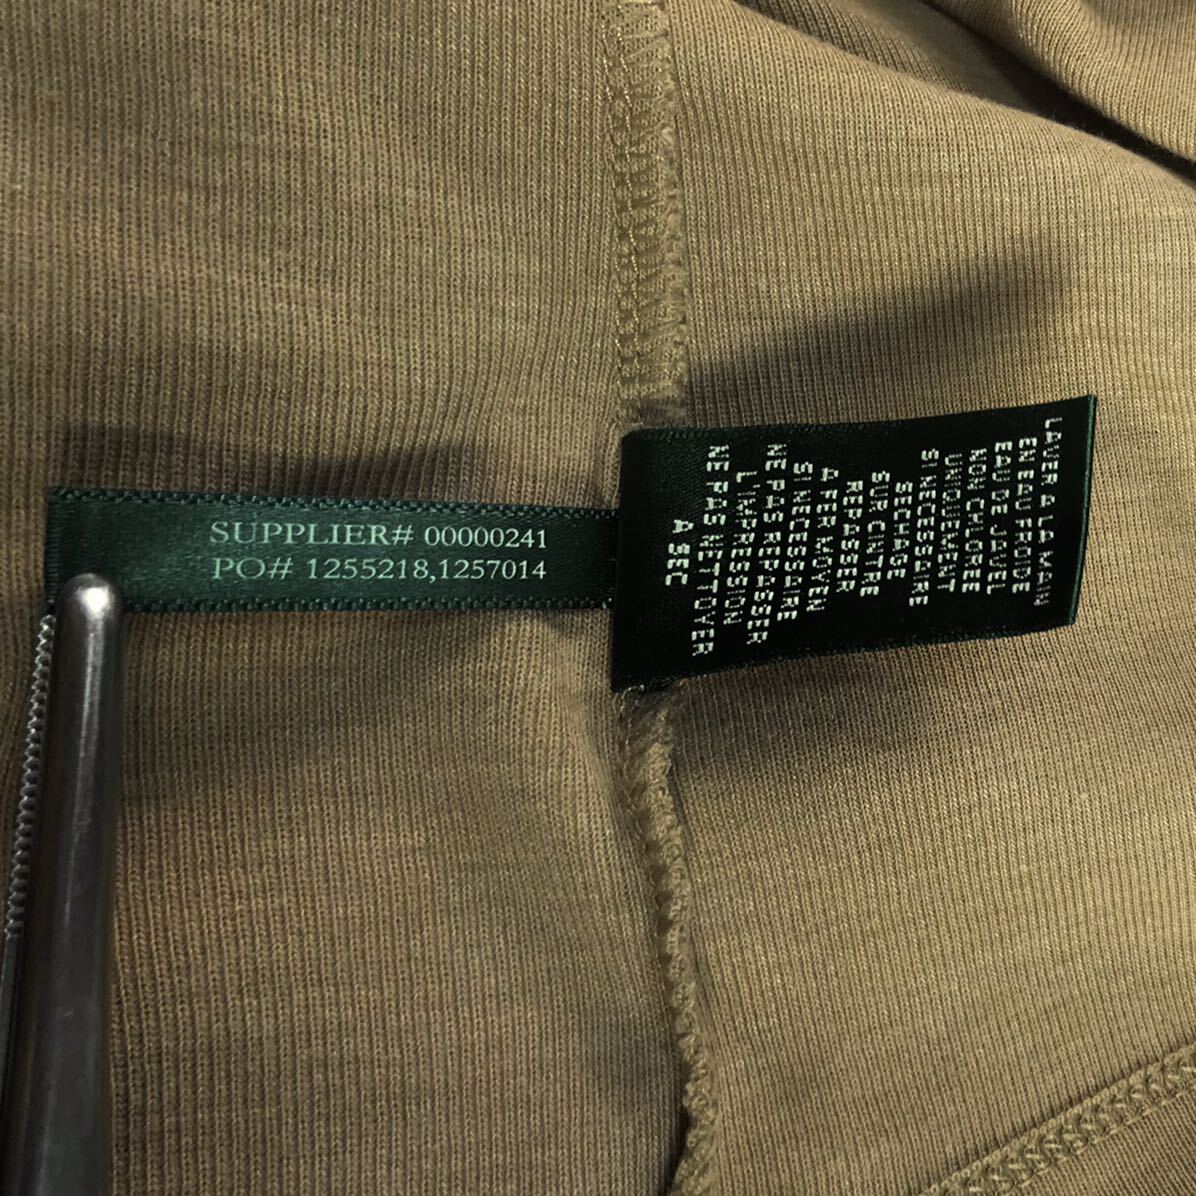 SUPPLIER# 00000241
PO# 1255218,1257014
LAVER A LA MAIN
EN EAU FROIDE
EAU DE JAVEL
NON CHLOREE
UNIQUEMENT
SI NECESSAIRE
SECHAGE
SUR CINTRE
REPASSER
A FER MOYEN
SI NECESSAIRE
NE PAS REPASSER
L'IMPRESSION
NE PAS NETTOYER
A SEC